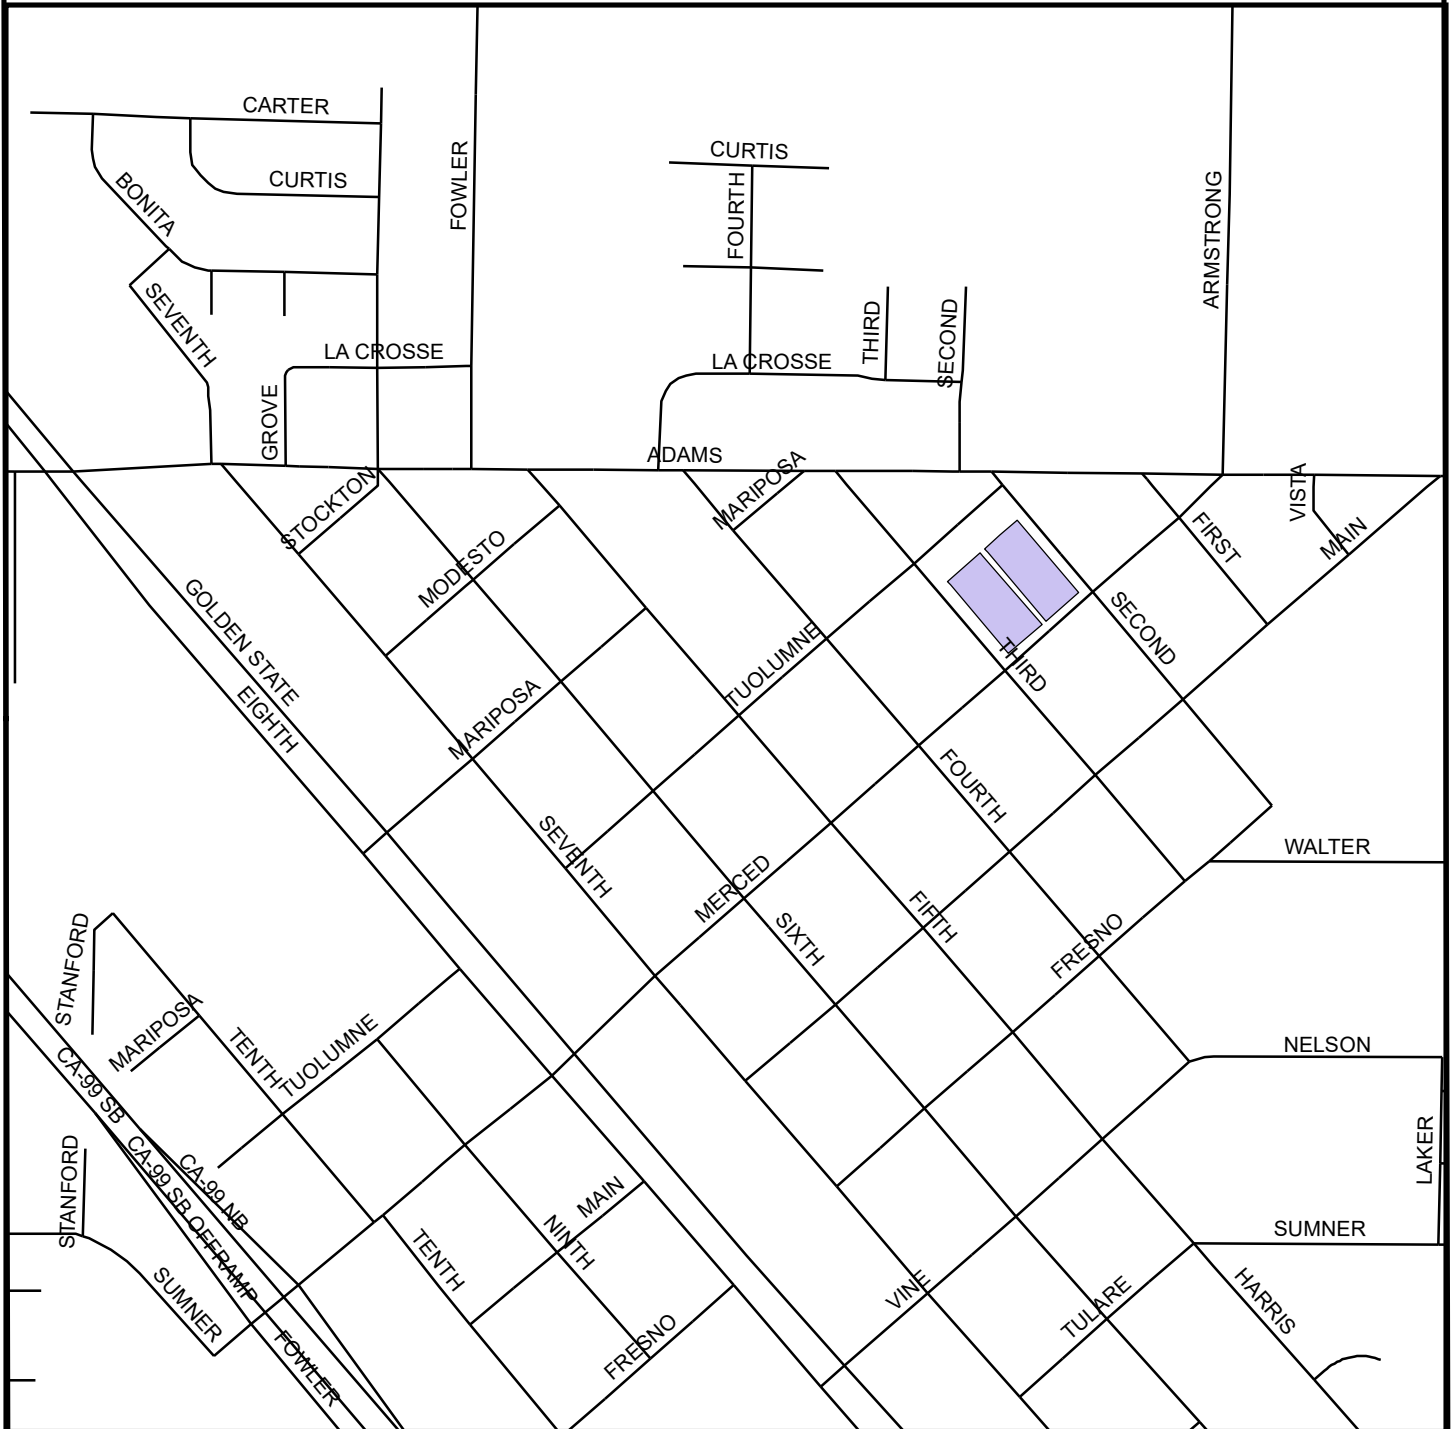 CARTER
CURTIS
BONITA
FOWLER
CURTIS
FOURTH
ARMSTRONG
SEVENTH
LA CROSSE
GROVE
LA CROSSE
THIRD
SECOND
ADAMS
STOCKTON
MODESTO
MARIPOSA
VISTA
FIRST
MAIN
GOLDEN STATE
EIGHTH
SECOND
THIRD
TUOLUMNE
MARIPOSA
FOURTH
SEVENTH
MERCED
WALTER
SIXTH
FIFTH
FRESNO
STANFORD
MARIPOSA
TENTH
TUOLUMNE
NELSON
CA-99 SB
CA-99 SB OFFRAMP
CA-99 NB
STANFORD
LAKER
MAIN
NINTH
TENTH
SUMNER
SUMNER
VINE
TULARE
HARRIS
FRESNO
FOWLER